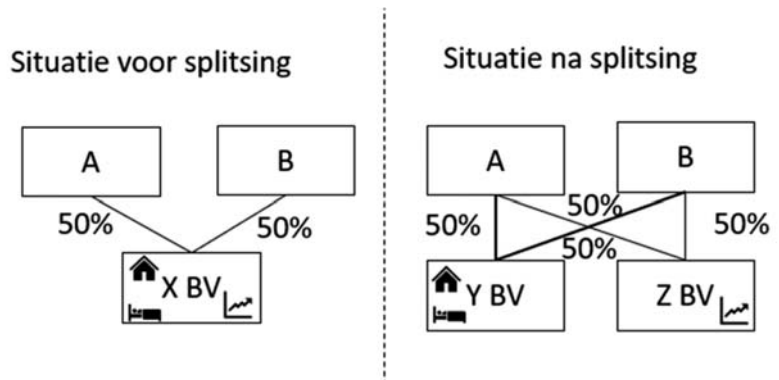 Situatie voor splitsing
A
B
50%
50%
X BV
Situatie na splitsing
A
B
50%
50%
50%
50%
Y BV
Z BV